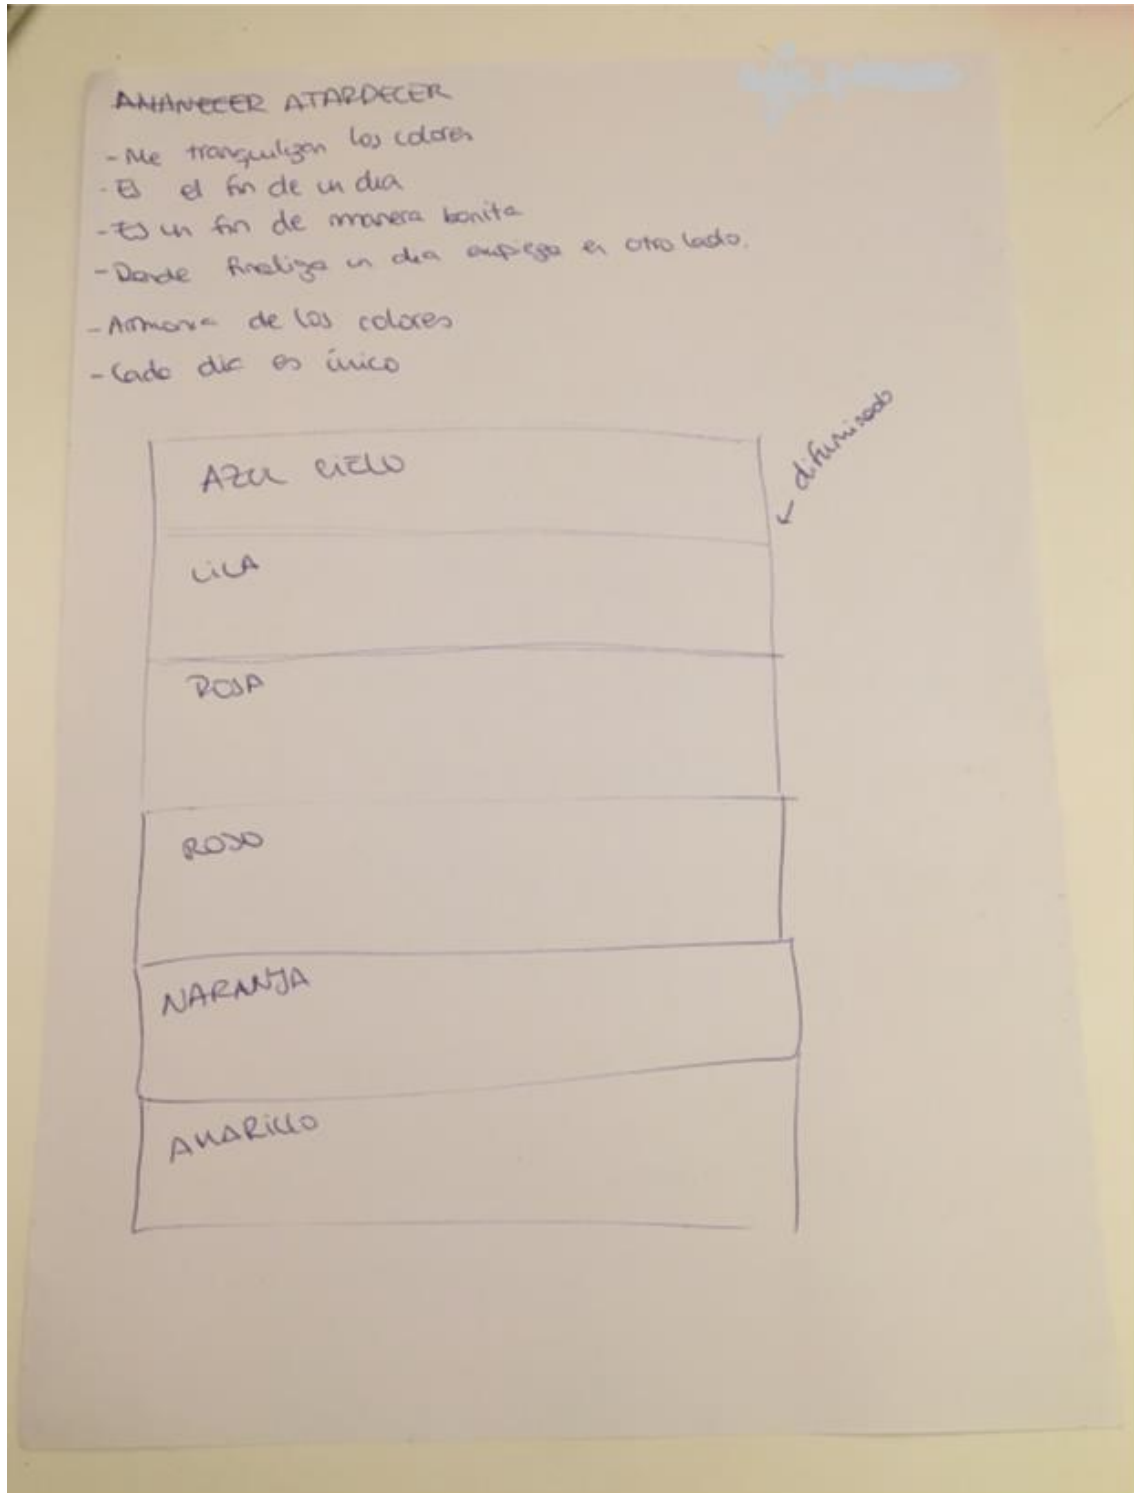 AMANECER ATARDECER
- Me tranquilizan los colores
- Es el fin de un dia
- Es un fin de manera bonita
- Donde finaliza un dia empieza en otro lado.
- Armonia de los colores
- Cada dia es único
← difuminado
AZUL CIELO
LILA
ROSA
ROJO
NARANJA
AMARILLO